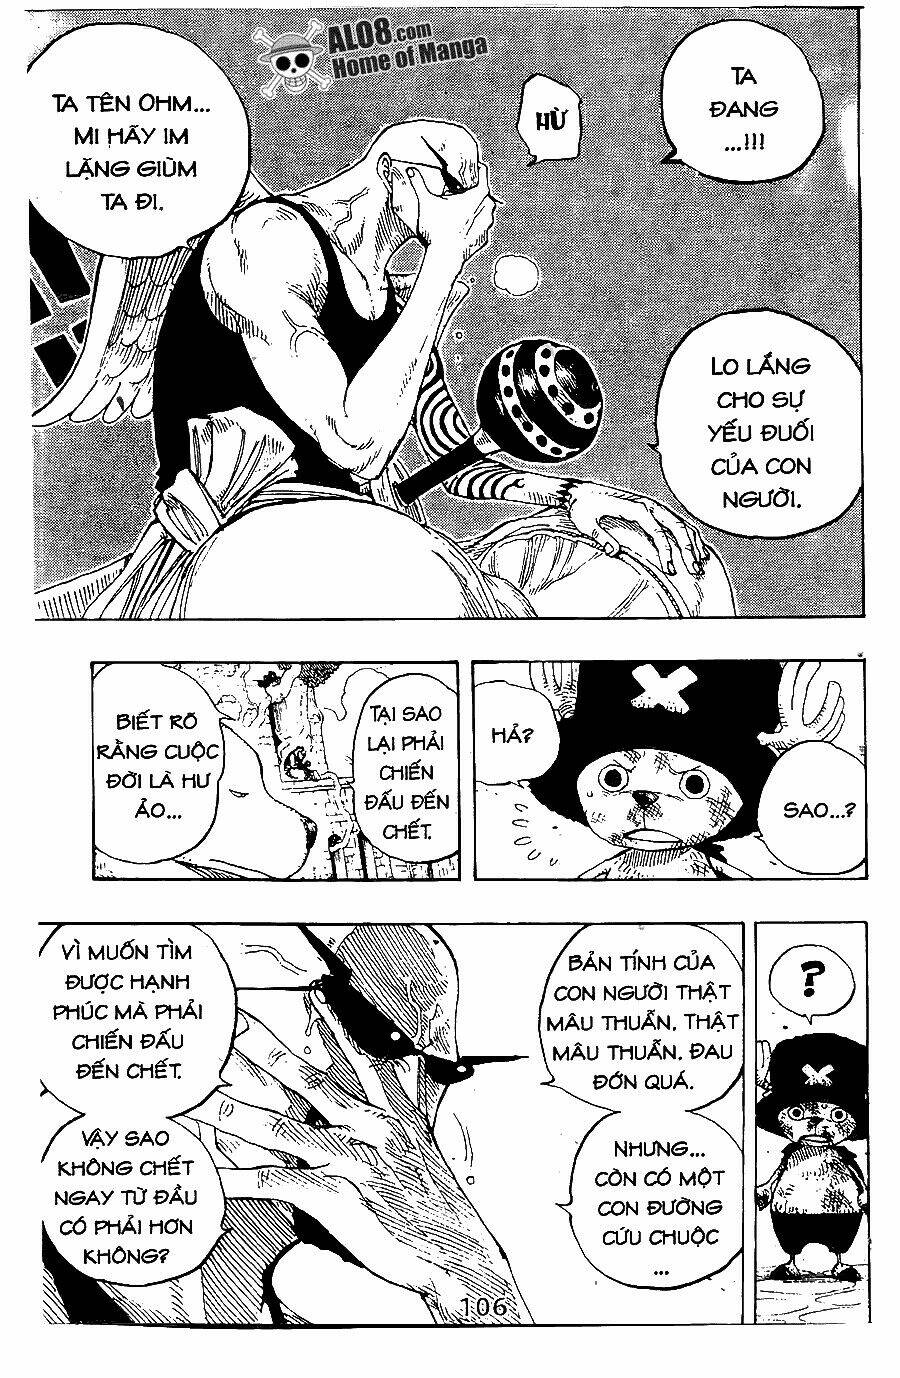 AL08.com
Home of Manga
TA
ĐANG
...!!!
HỪ
TA TÊN OHM...
MI HÃY IM
LẶNG GIÙM
TA ĐI.
LO LẮNG
CHO SỰ
YẾU ĐUỐI
CỦA CON
NGƯỜI.
SAO...?
HẢ?
TẠI SAO
LẠI PHẢI
CHIẾN
ĐẤU ĐẾN
CHẾT.
BIẾT RÕ
RẰNG CUỘC
ĐỜI LÀ HƯ
ẢO...
?
BẢN TÍNH CỦA
CON NGƯỜI THẬT
MÂU THUẪN. THẬT
MÂU THUẪN. ĐAU
ĐỚN QUÁ.
NHƯNG...
CÒN CÓ MỘT
CON ĐƯỜNG
CỨU CHUỘC
...
VÌ MUỐN TÌM
ĐƯỢC HẠNH
PHÚC MÀ PHẢI
CHIẾN ĐẤU
ĐẾN CHẾT.
VẬY SAO
KHÔNG CHẾT
NGAY TỪ ĐẦU
CÓ PHẢI HƠN
KHÔNG?
106